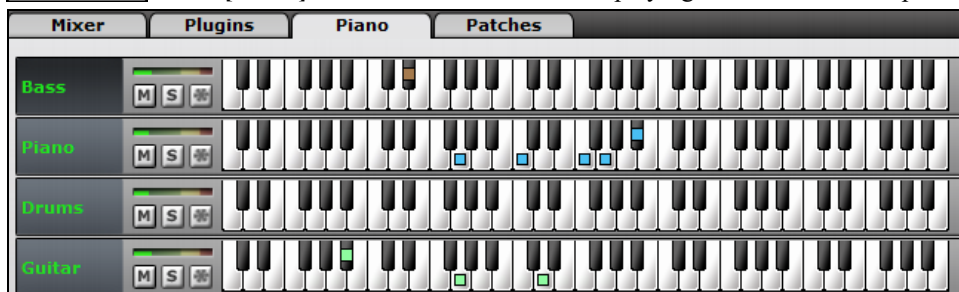 Mixer Plugins Piano Patches
Bass M S
Piano M S
Drums M S
Guitar M S